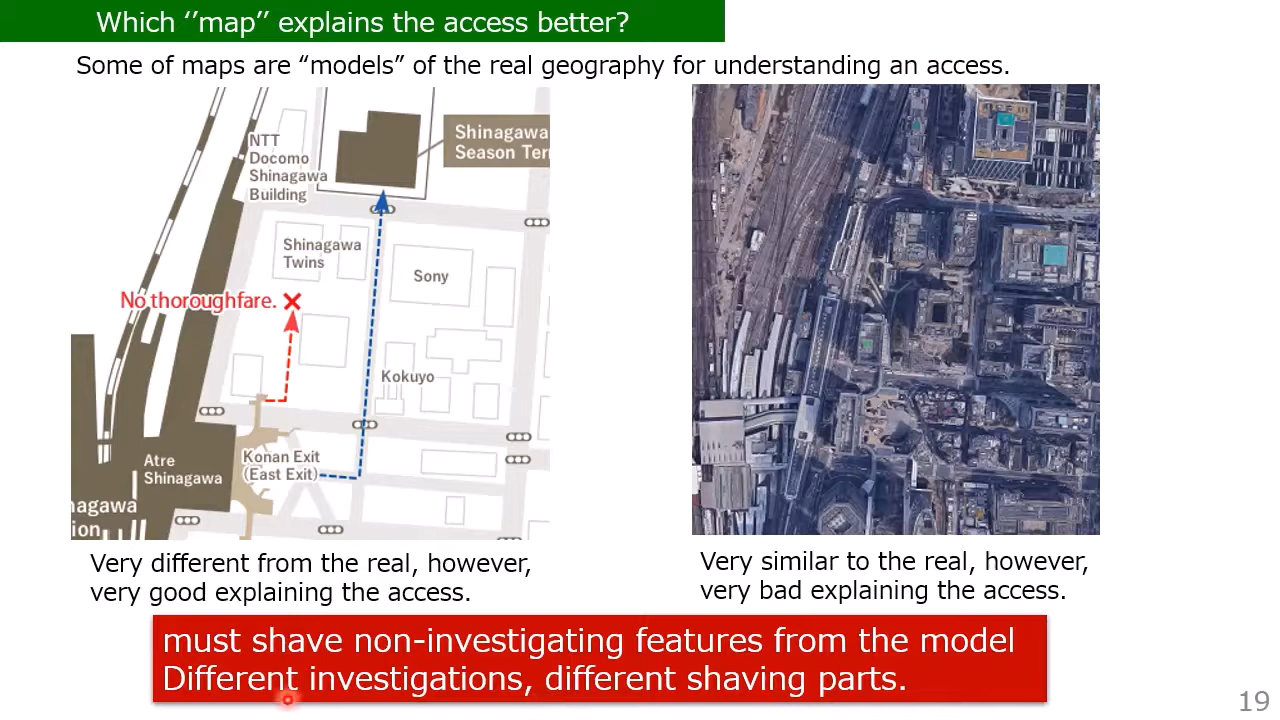 Which ‘’map’’ explains the access better?
Some of maps are “models” of the real geography for understanding an access.
NTT
Docomo
Shinagawa
Building
Shinagawa
Season Ter
Shinagawa
Twins
Sony
No thoroughfare.
Kokuyo
Konan Exit
(East Exit)
Atre
Shinagawa
nagawa
ion
Very different from the real, however,
very good explaining the access.
Very similar to the real, however,
very bad explaining the access.
must shave non-investigating features from the model
Different investigations, different shaving parts.
19